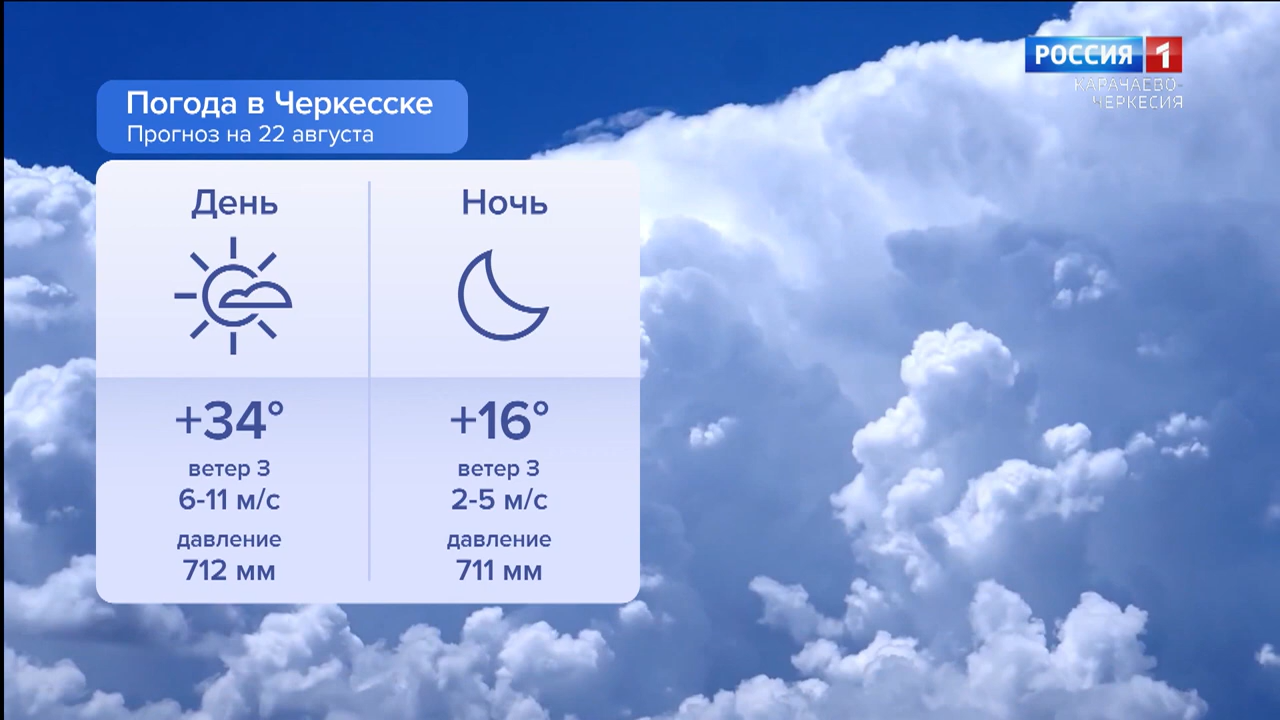 РОССИЯ 1
КАРАЧАЕВО-
ЧЕРКЕСИЯ
Погода в Черкесске
Прогноз на 22 августа
День
Ночь
+34°
+16°
ветер З
ветер З
6-11 м/с
2-5 м/с
давление
давление
712 мм
711 мм